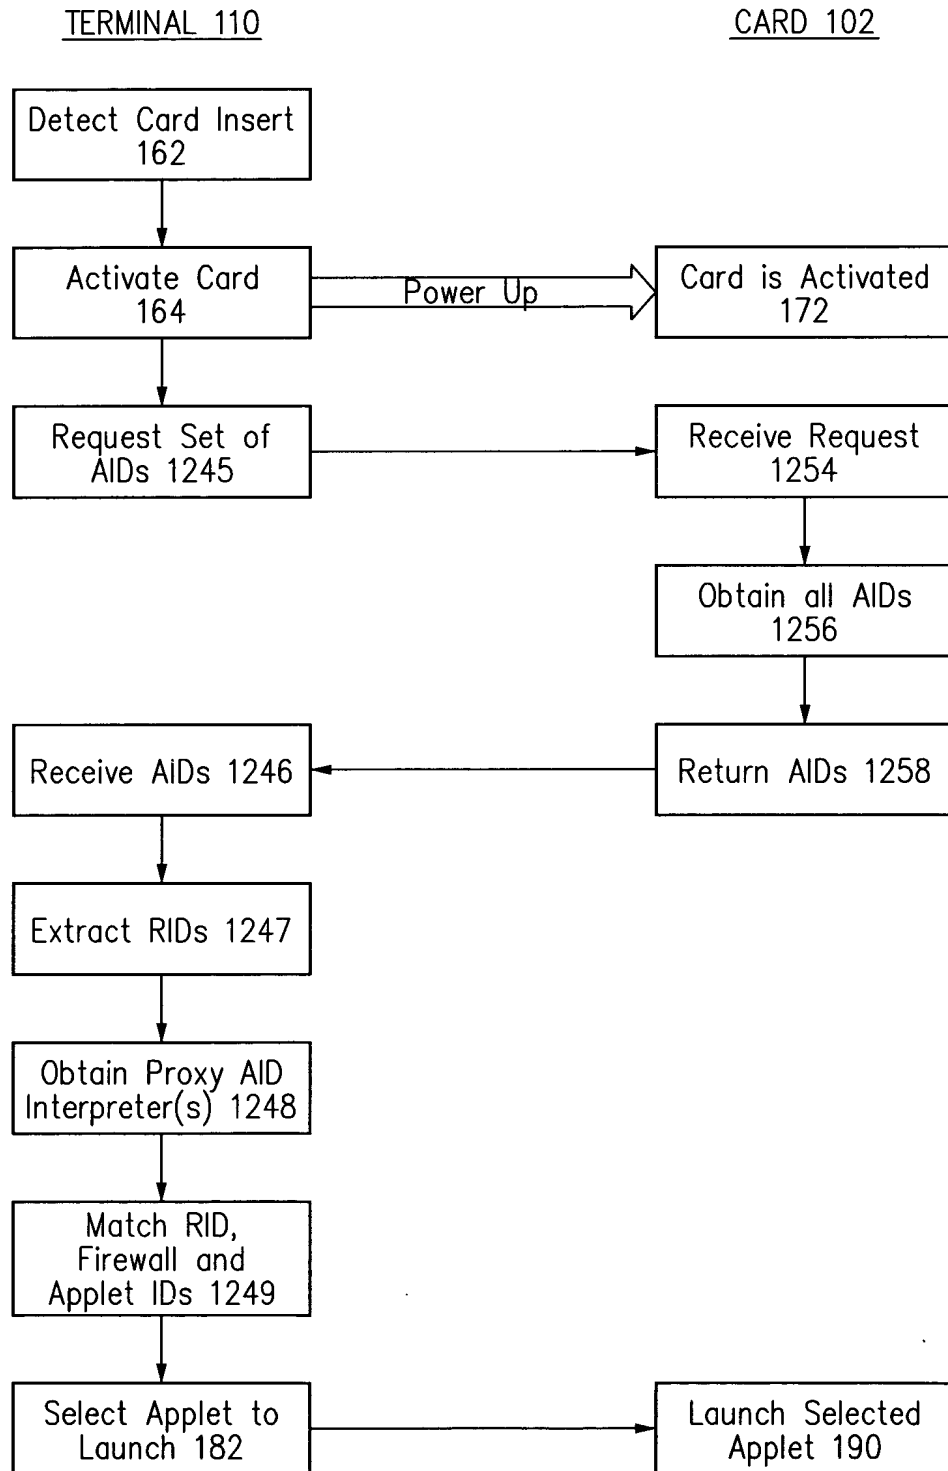 TERMINAL 110
CARD 102
Detect Card Insert
162
Activate Card
164
Power Up
Card is Activated
172
Request Set of
AIDs 1245
Receive Request
1254
Obtain all AIDs
1256
Receive AIDs 1246
Return AIDs 1258
Extract RIDs 1247
Obtain Proxy AID
Interpreter(s) 1248
Match RID,
Firewall and
Applet IDs 1249
Select Applet to
Launch 182
Launch Selected
Applet 190